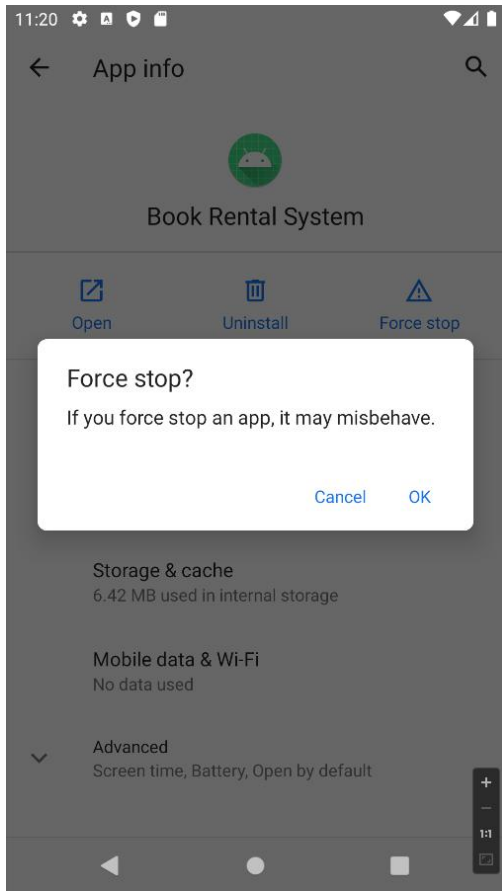 11:20
App info
Book Rental System
Open Uninstall Force stop
Force stop?
If you force stop an app, it may misbehave.
Cancel OK
Storage & cache
6.42 MB used in internal storage
Mobile data & Wi-Fi
No data used
Advanced
Screen time, Battery, Open by default
1:1